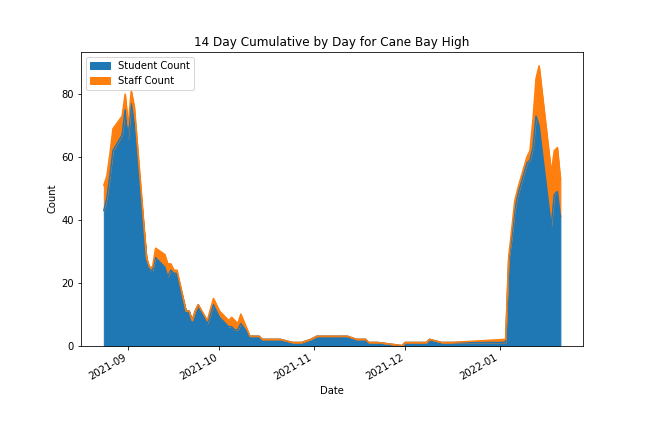 14 Day Cumulative by Day for Cane Bay High
Student Count
Staff Count
80
60
40
20
0
Count
2021-09
2021-10
2021-11
2021-12
2022-01
Date